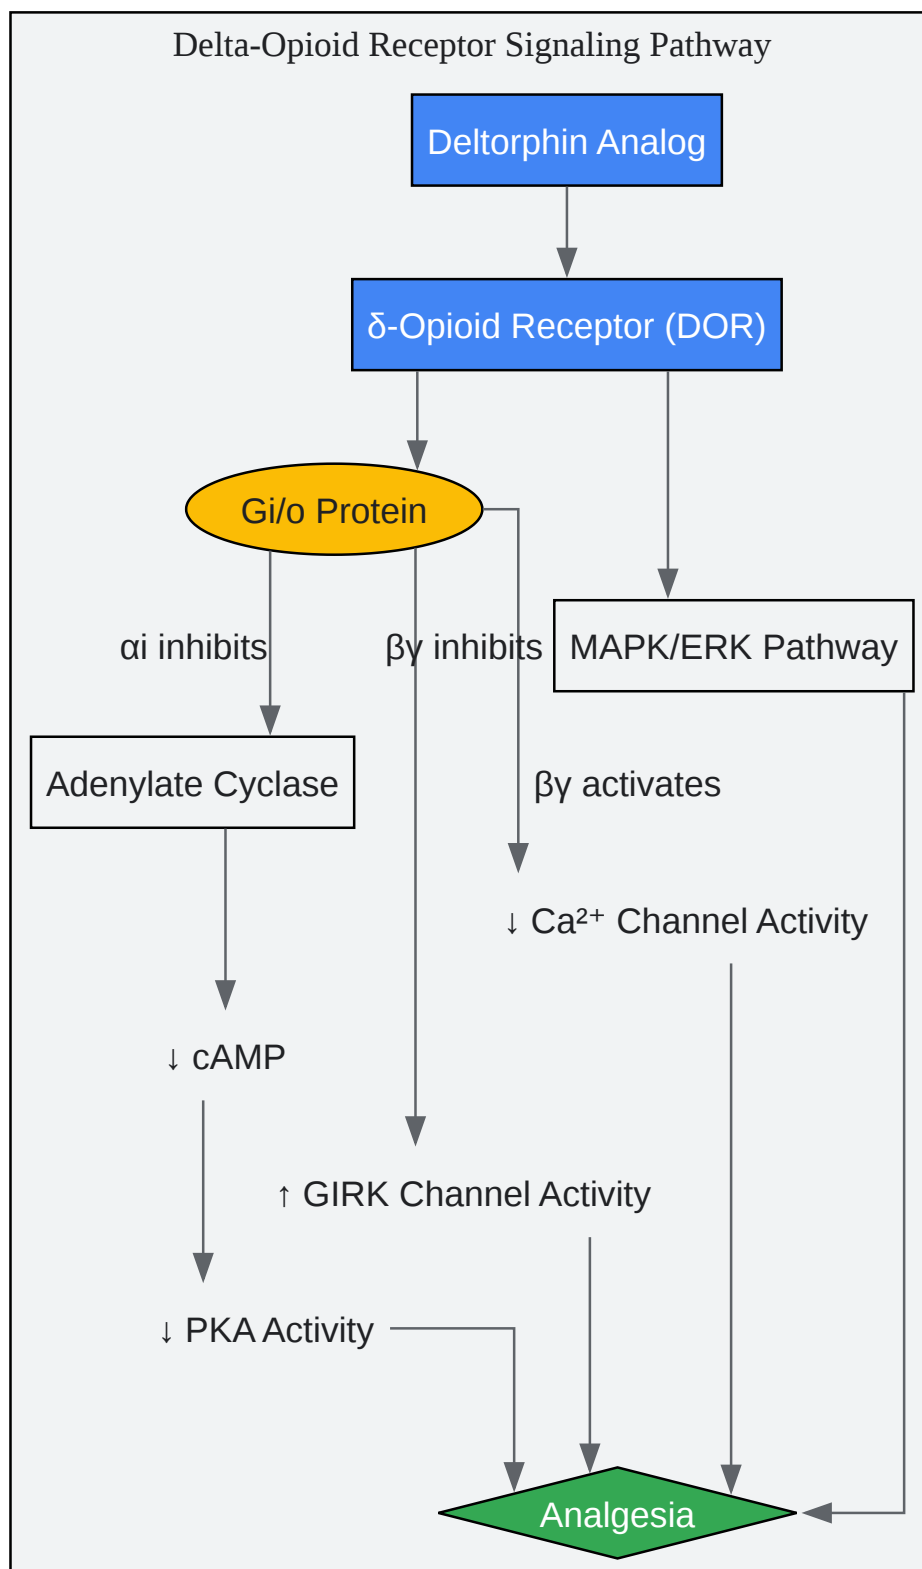 Delta-Opioid Receptor Signaling Pathway
Deltorphin Analog
δ-Opioid Receptor (DOR)
Gi/o Protein
αi inhibits
βγ inhibits
MAPK/ERK Pathway
Adenylate Cyclase
βγ activates
↓ Ca²⁺ Channel Activity
↓ cAMP
↑ GIRK Channel Activity
↓ PKA Activity
Analgesia